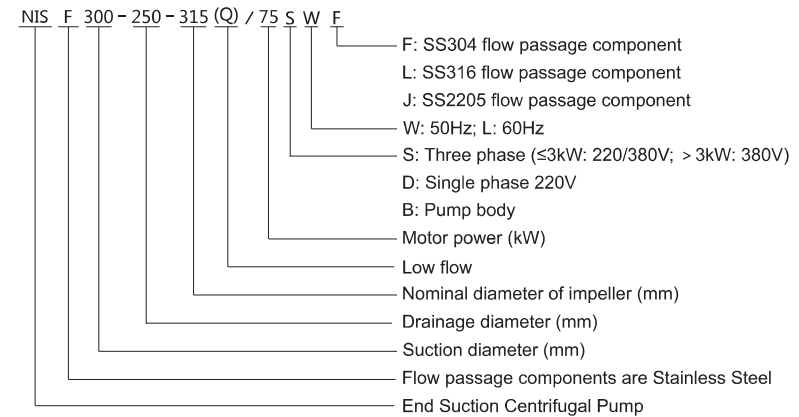 NIS F 300-250-315(Q)/75 S W F
F: SS304 flow passage component
L: SS316 flow passage component
J: SS2205 flow passage component
W: 50Hz; L: 60Hz
S: Three phase (≤3kW: 220/380V; >3kW: 380V)
D: Single phase 220V
B: Pump body
Motor power (kW)
Low flow
Nominal diameter of impeller (mm)
Drainage diameter (mm)
Suction diameter (mm)
Flow passage components are Stainless Steel
End Suction Centrifugal Pump